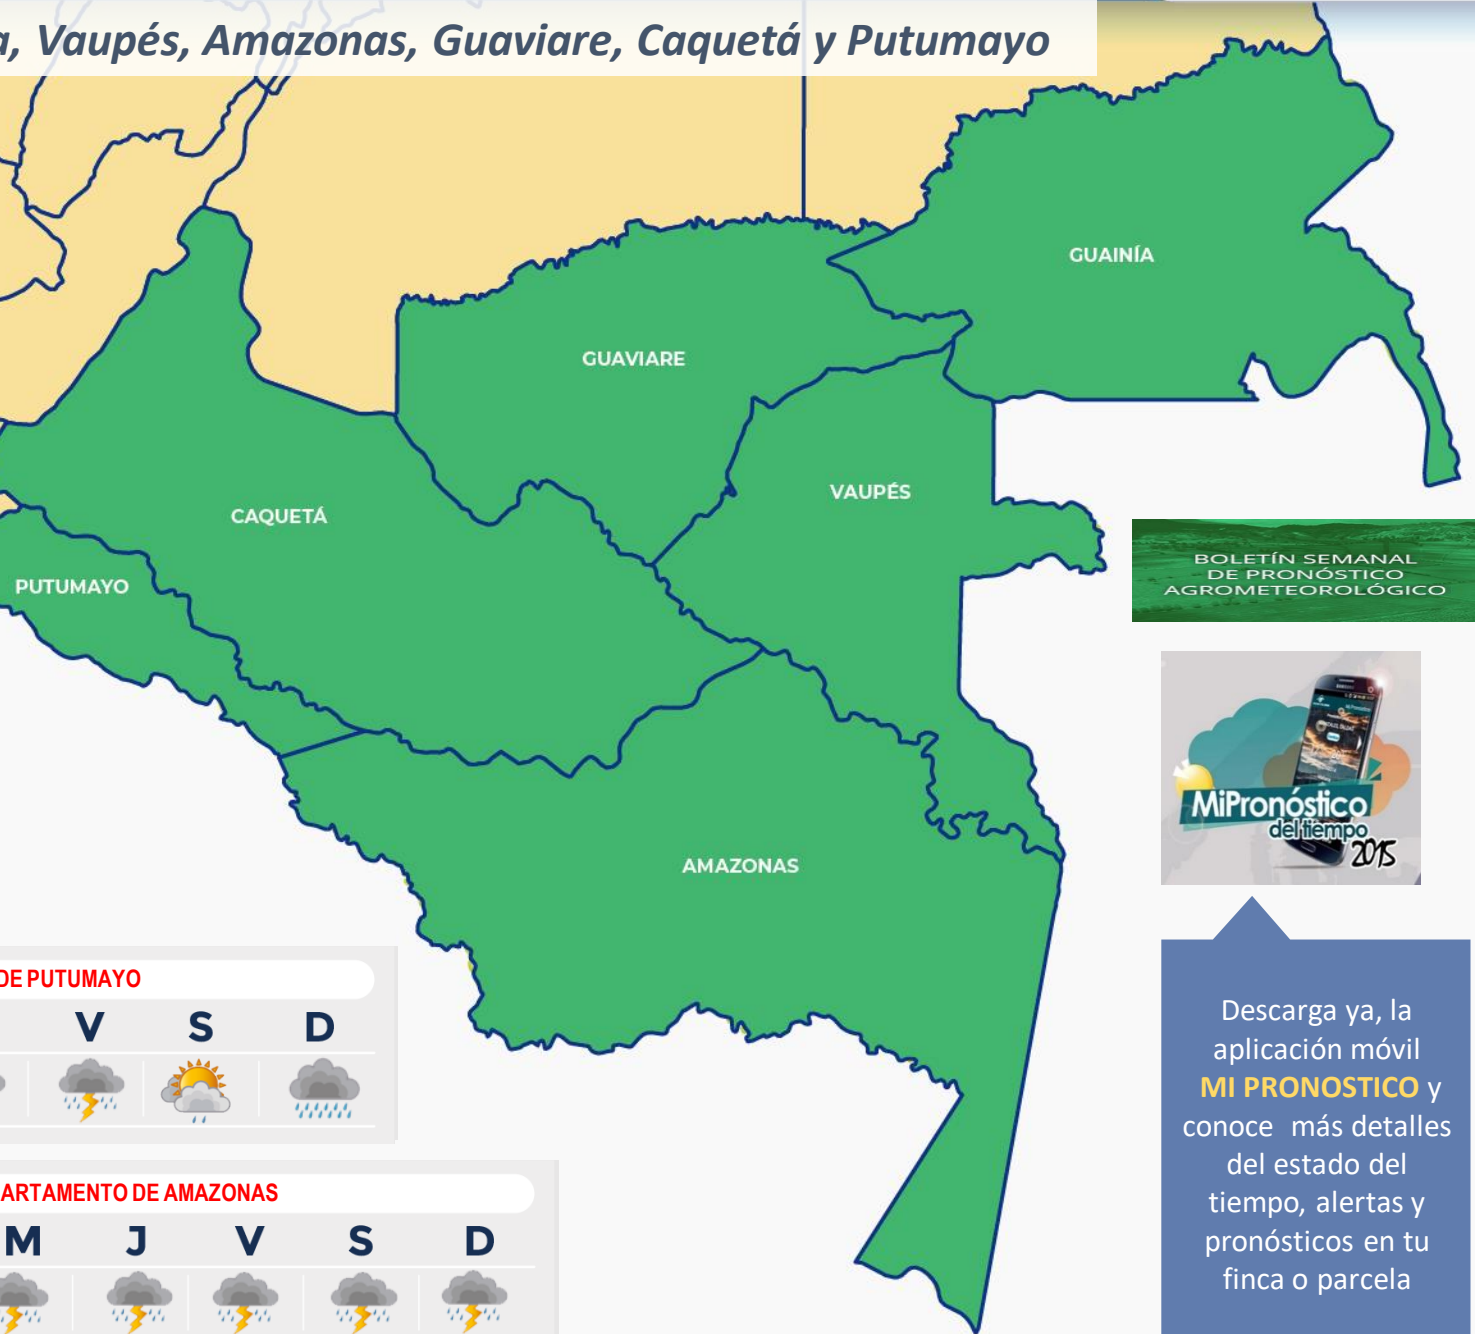 , Vaupés, Amazonas, Guaviare, Caquetá y Putumayo
GUAINÍA
GUAVIARE
VAUPÉS
CAQUETÁ
PUTUMAYO
AMAZONAS
BOLETÍN SEMANAL
DE PRONÓSTICO
AGROMETEOROLÓGICO
MiPronóstico
del tiempo
2015
DE PUTUMAYO
V S D
ARTAMENTO DE AMAZONAS
M J V S D
Descarga ya, la
aplicación móvil
MI PRONOSTICO y
conoce más detalles
del estado del
tiempo, alertas y
pronósticos en tu
finca o parcela